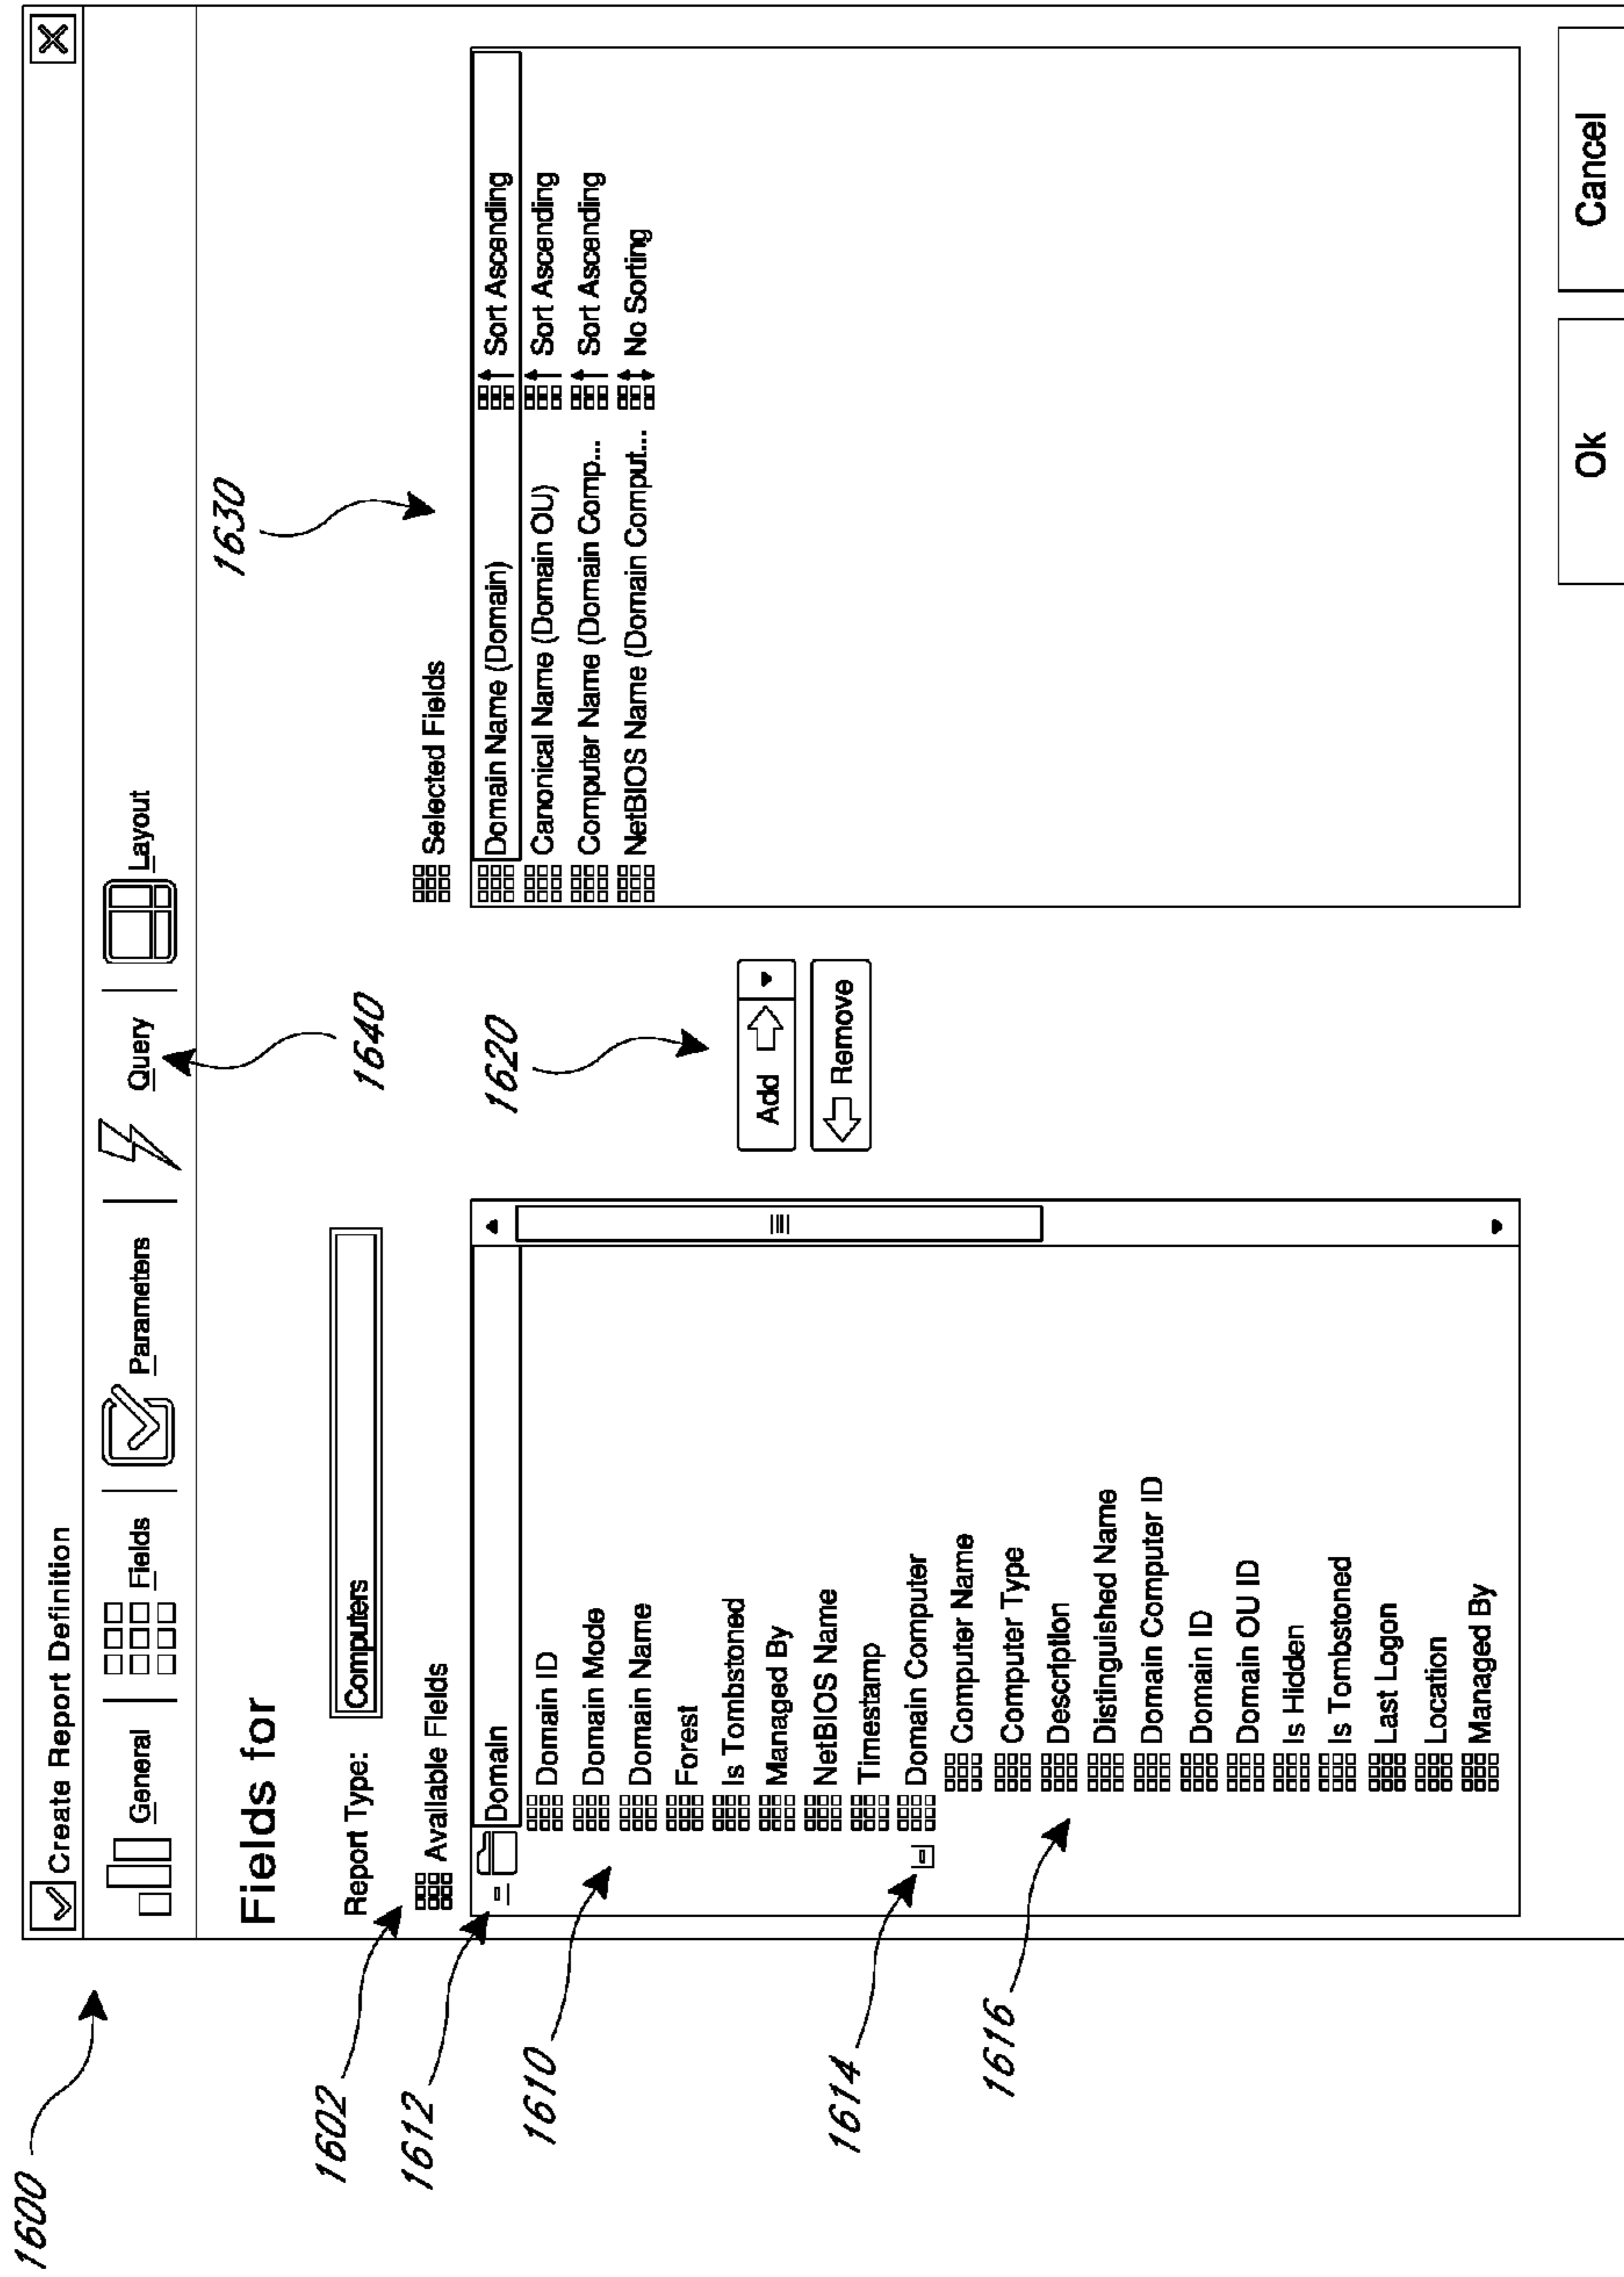 1600
Create Report Definition
General
Fields
Parameters
Query
Layout
1640
Fields for
1630
Report Type:
Computers
1602
Available Fields
Selected Fields
1612
Domain
1610
Domain ID
Domain Mode
Domain Name
Forest
Is Tombstoned
Managed By
NetBIOS Name
Timestamp
1614
Domain Computer
1616
Computer Name
Computer Type
Description
Distinguished Name
Domain Computer ID
Domain ID
Domain OU ID
Is Hidden
Is Tombstoned
Last Logon
Location
Managed By
1620
Add
Remove
Domain Name (Domain) Sort Ascending
Canonical Name (Domain OU) Sort Ascending
Computer Name (Domain Comp... Sort Ascending
NetBIOS Name (Domain Comput... No Sorting
Ok
Cancel